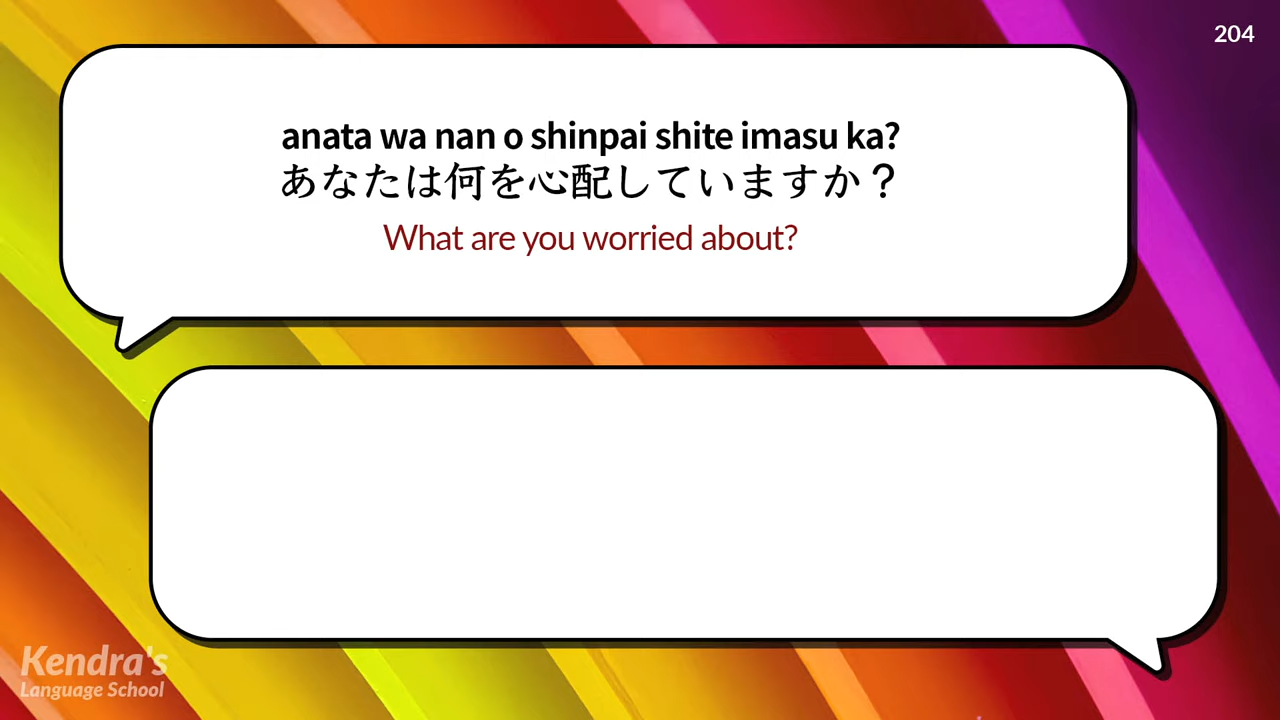 204
anata wa nan o shinpai shite imasu ka?
あなたは何を心配していますか？
What are you worried about?
Kendra's
Language School